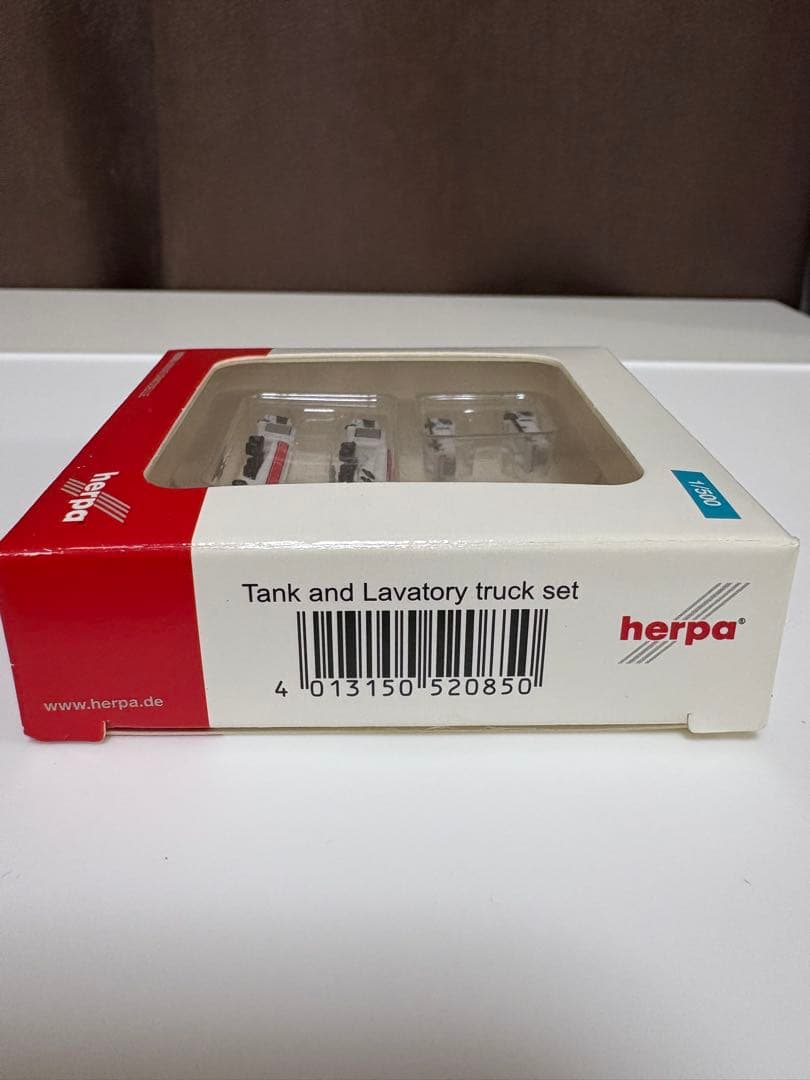 herpa
1/500
Tank and Lavatory truck set
herpa®
4 013150 520850
www.herpa.de